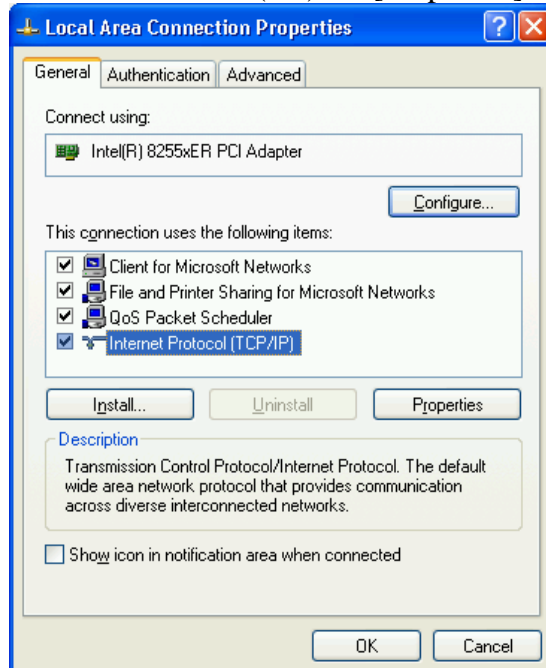 Local Area Connection Properties
General Authentication Advanced
Connect using:
Intel(R) 8255xER PCI Adapter
Configure...
This connection uses the following items:
Client for Microsoft Networks
File and Printer Sharing for Microsoft Networks
QoS Packet Scheduler
Internet Protocol (TCP/IP)
Install... Uninstall Properties
Description
Transmission Control Protocol/Internet Protocol. The default
wide area network protocol that provides communication
across diverse interconnected networks.
Show icon in notification area when connected
OK Cancel